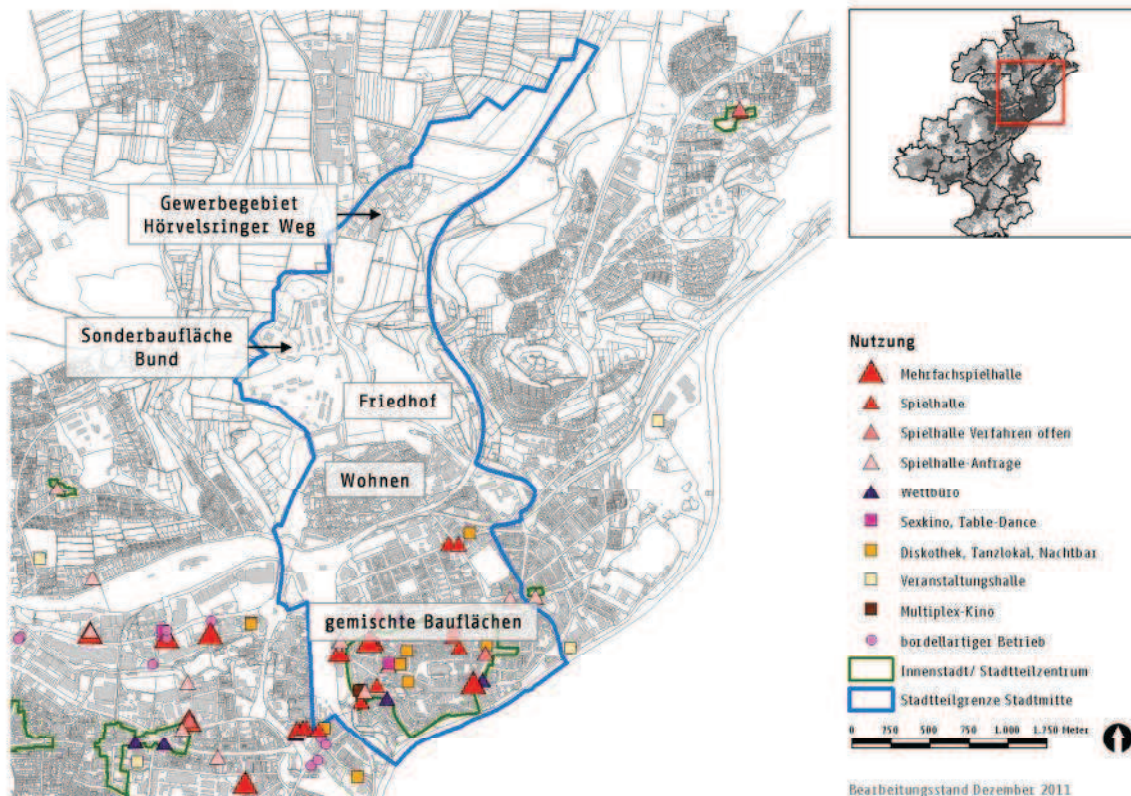 Gewerbegebiet
Hörvelsringer Weg
Sonderbaufläche
Bund
Friedhof
Wohnen
gemischte Bauflächen
Nutzung
Mehrfachspielhalle
Spielhalle
Spielhalle Verfahren offen
Spielhalle-Anfrage
Wettbüro
Sexkino, Table-Dance
Diskothek, Tanzlokal, Nachtbar
Veranstaltungshalle
Multiplex-Kino
bordellartiger Betrieb
Innenstadt/ Stadtteilzentrum
Stadtteilgrenze Stadtmitte
0 250 500 750 1.000 1.250 Meter
Bearbeitungsstand Dezember 2011